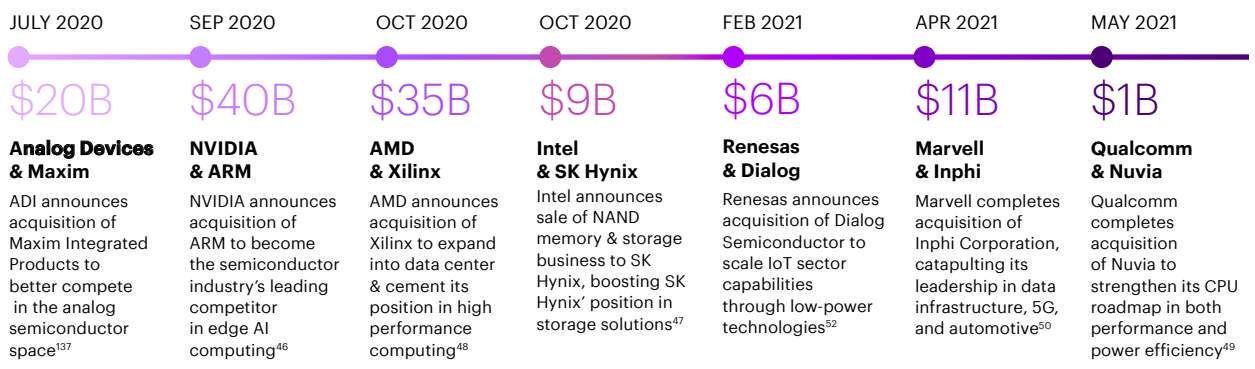 JULY 2020
$20B
Analog Devices
& Maxim
ADI announces
acquisition of
Maxim Integrated
Products to
better compete
in the analog
semiconductor
space137
SEP 2020
$40B
NVIDIA
& ARM
NVIDIA announces
acquisition of
ARM to become
the semiconductor
industry's leading
competitor
in edge AI
computing46
OCT 2020
$35B
AMD
& Xilinx
AMD announces
acquisition of
Xilinx to expand
into data center
& cement its
position in high
performance
computing48
OCT 2020
$9B
Intel
& SK Hynix
Intel announces
sale of NAND
memory & storage
business to SK
Hynix, boosting SK
Hynix' position in
storage solutions47
FEB 2021
$6B
Renesas
& Dialog
Renesas announces
acquisition of Dialog
Semiconductor to
scale IoT sector
capabilities
through low-power
technologies52
APR 2021
$11B
Marvell
& Inphi
Marvell completes
acquisition of
Inphi Corporation,
catapulting its
leadership in data
infrastructure, 5G,
and automotive50
MAY 2021
$1B
Qualcomm
& Nuvia
Qualcomm
completes
acquisition
of Nuvia to
strengthen its CPU
roadmap in both
performance and
power efficiency49